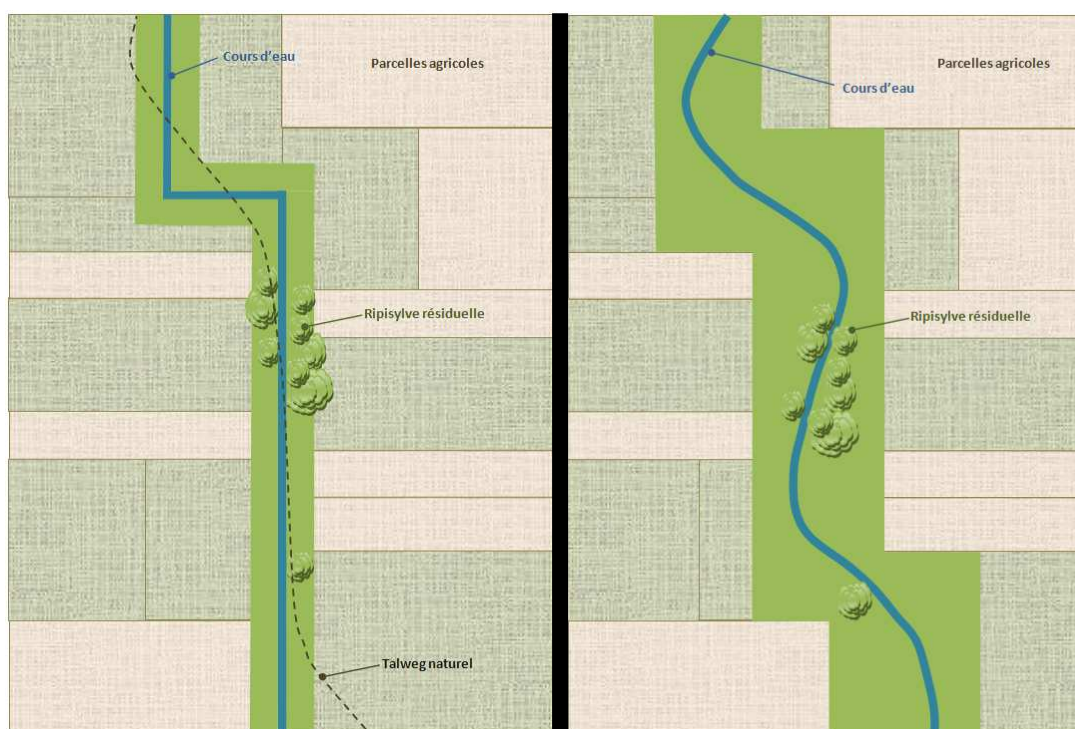 Cours d'eau
Parcelles agricoles
Ripisylve résiduelle
Talweg naturel
Parcelles agricoles
Cours d'eau
Ripisylve résiduelle